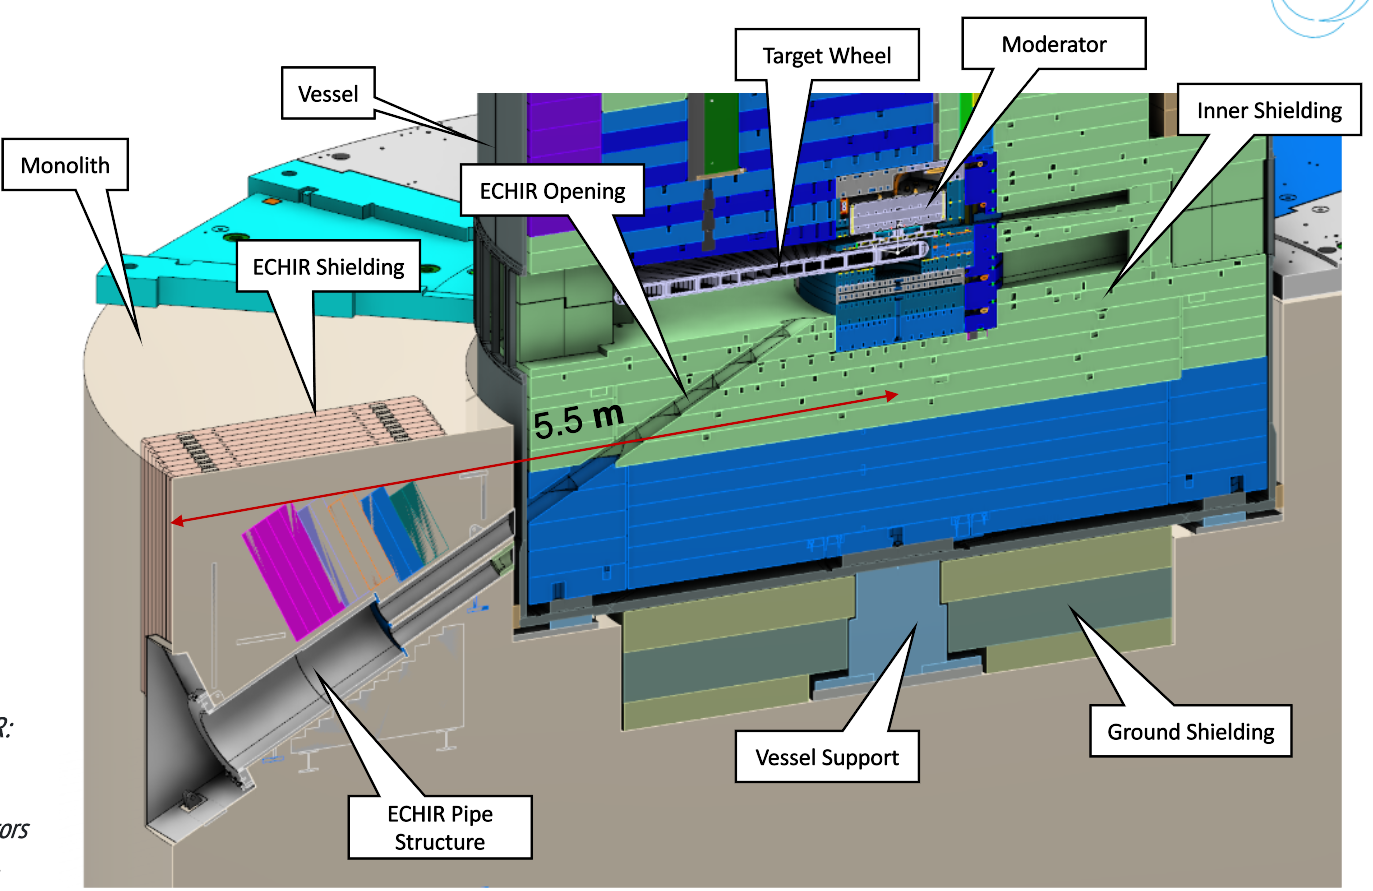 Target Wheel
Moderator
Vessel
Inner Shielding
Monolith
ECHIR Opening
ECHIR Shielding
5.5 m
R:
Ground Shielding
Vessel Support
ECHIR Pipe
Structure